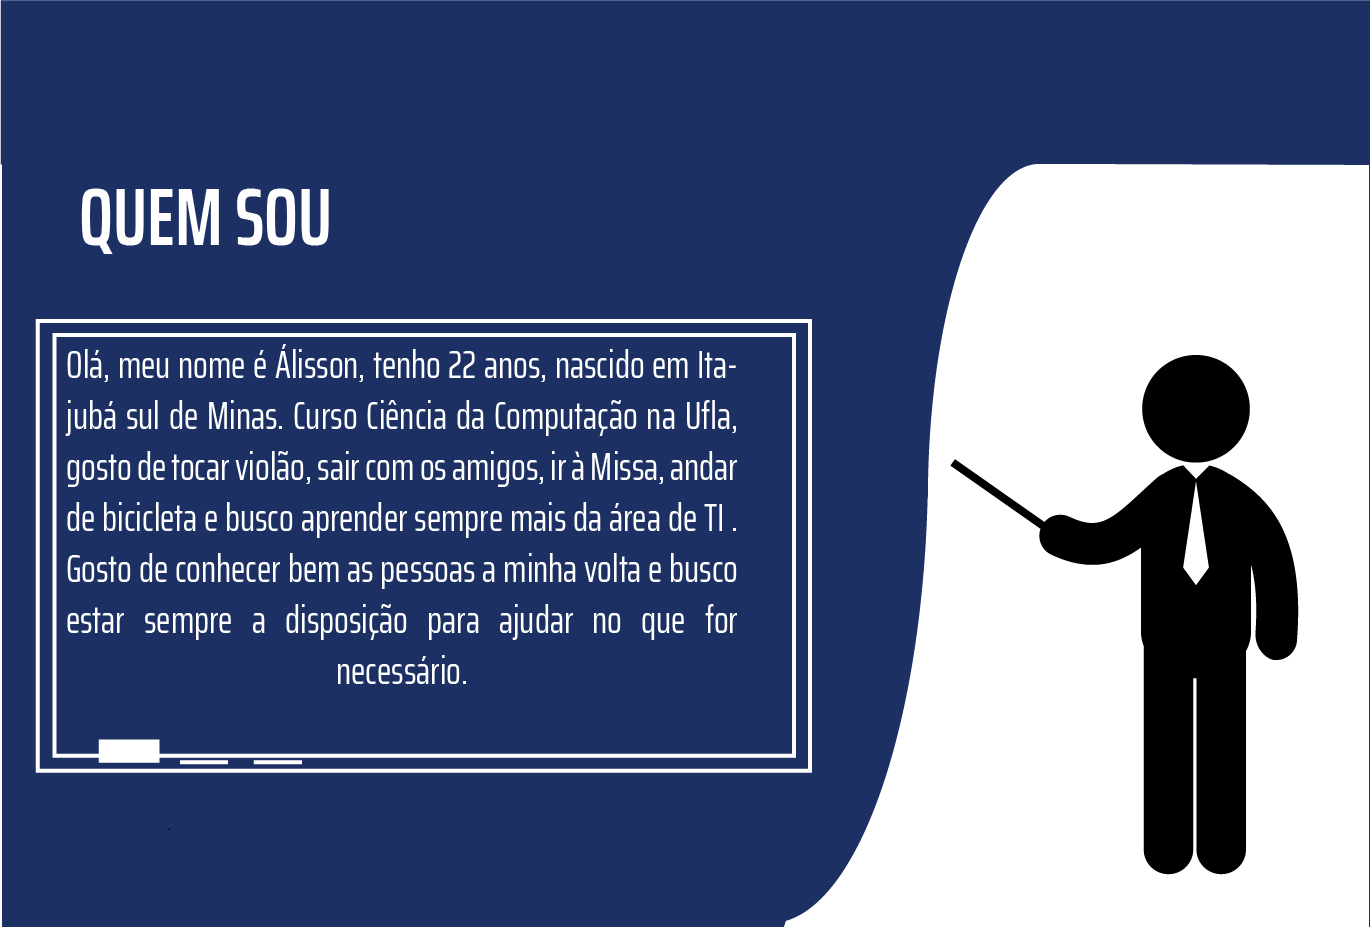 QUEM SOU
Olá, meu nome é Álisson, tenho 22 anos, nascido em Ita-
jubá sul de Minas. Curso Ciência da Computação na Ufla,
gosto de tocar violão, sair com os amigos, ir à Missa, andar
de bicicleta e busco aprender sempre mais da área de TI .
Gosto de conhecer bem as pessoas a minha volta e busco
estar sempre a disposição para ajudar no que for
necessário.